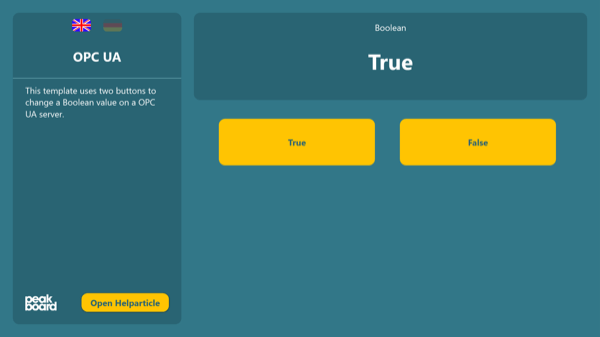 OPC UA
This template uses two buttons to
change a Boolean value on a OPC
UA server.
peak
board
Open Helparticle
Boolean
True
True
False